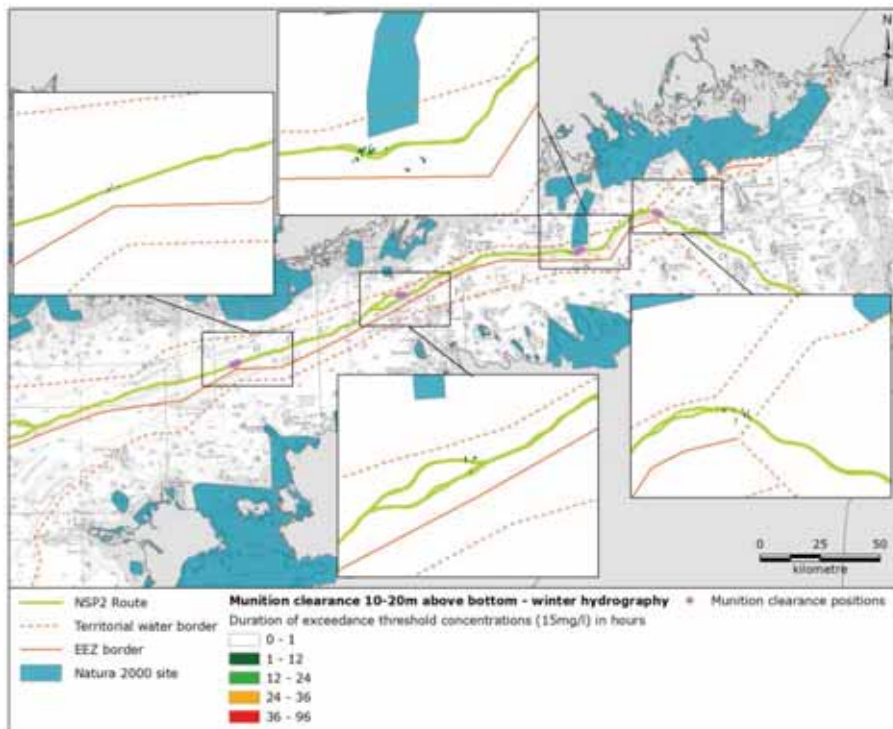 N
0 25 50
kilometre
NSP2 Route
Territorial water border
EEZ border
Natura 2000 site
Munition clearance 10-20m above bottom - winter hydrography
Duration of exceedance threshold concentrations (15mg/l) in hours
0 - 1
1 - 12
12 - 24
24 - 36
36 - 96
Munition clearance positions